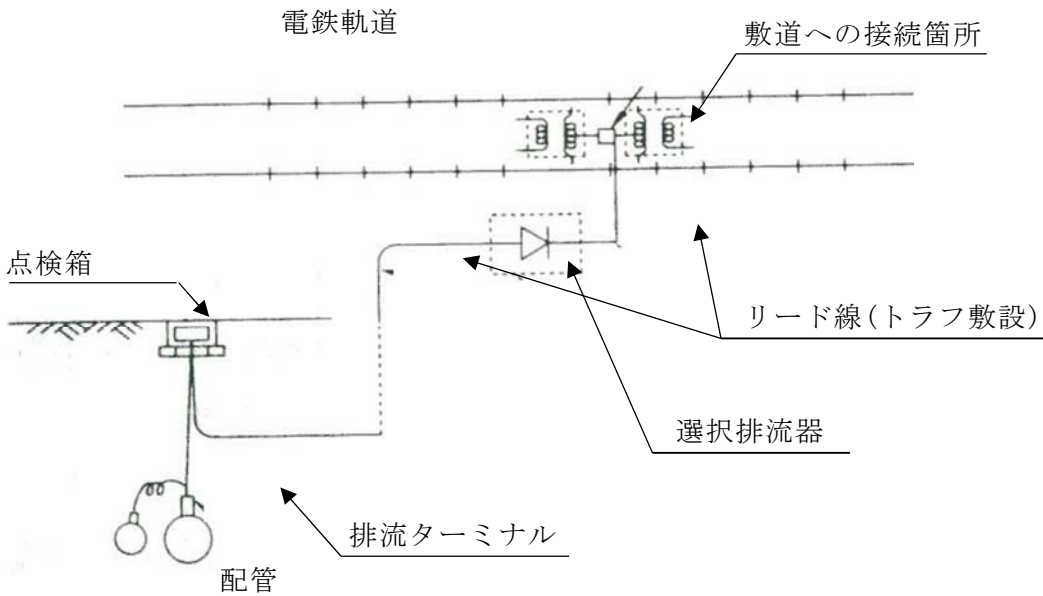 電鉄軌道
敷道への接続箇所
点検箱
リード線(トラフ敷設)
選択排流器
排流ターミナル
配管